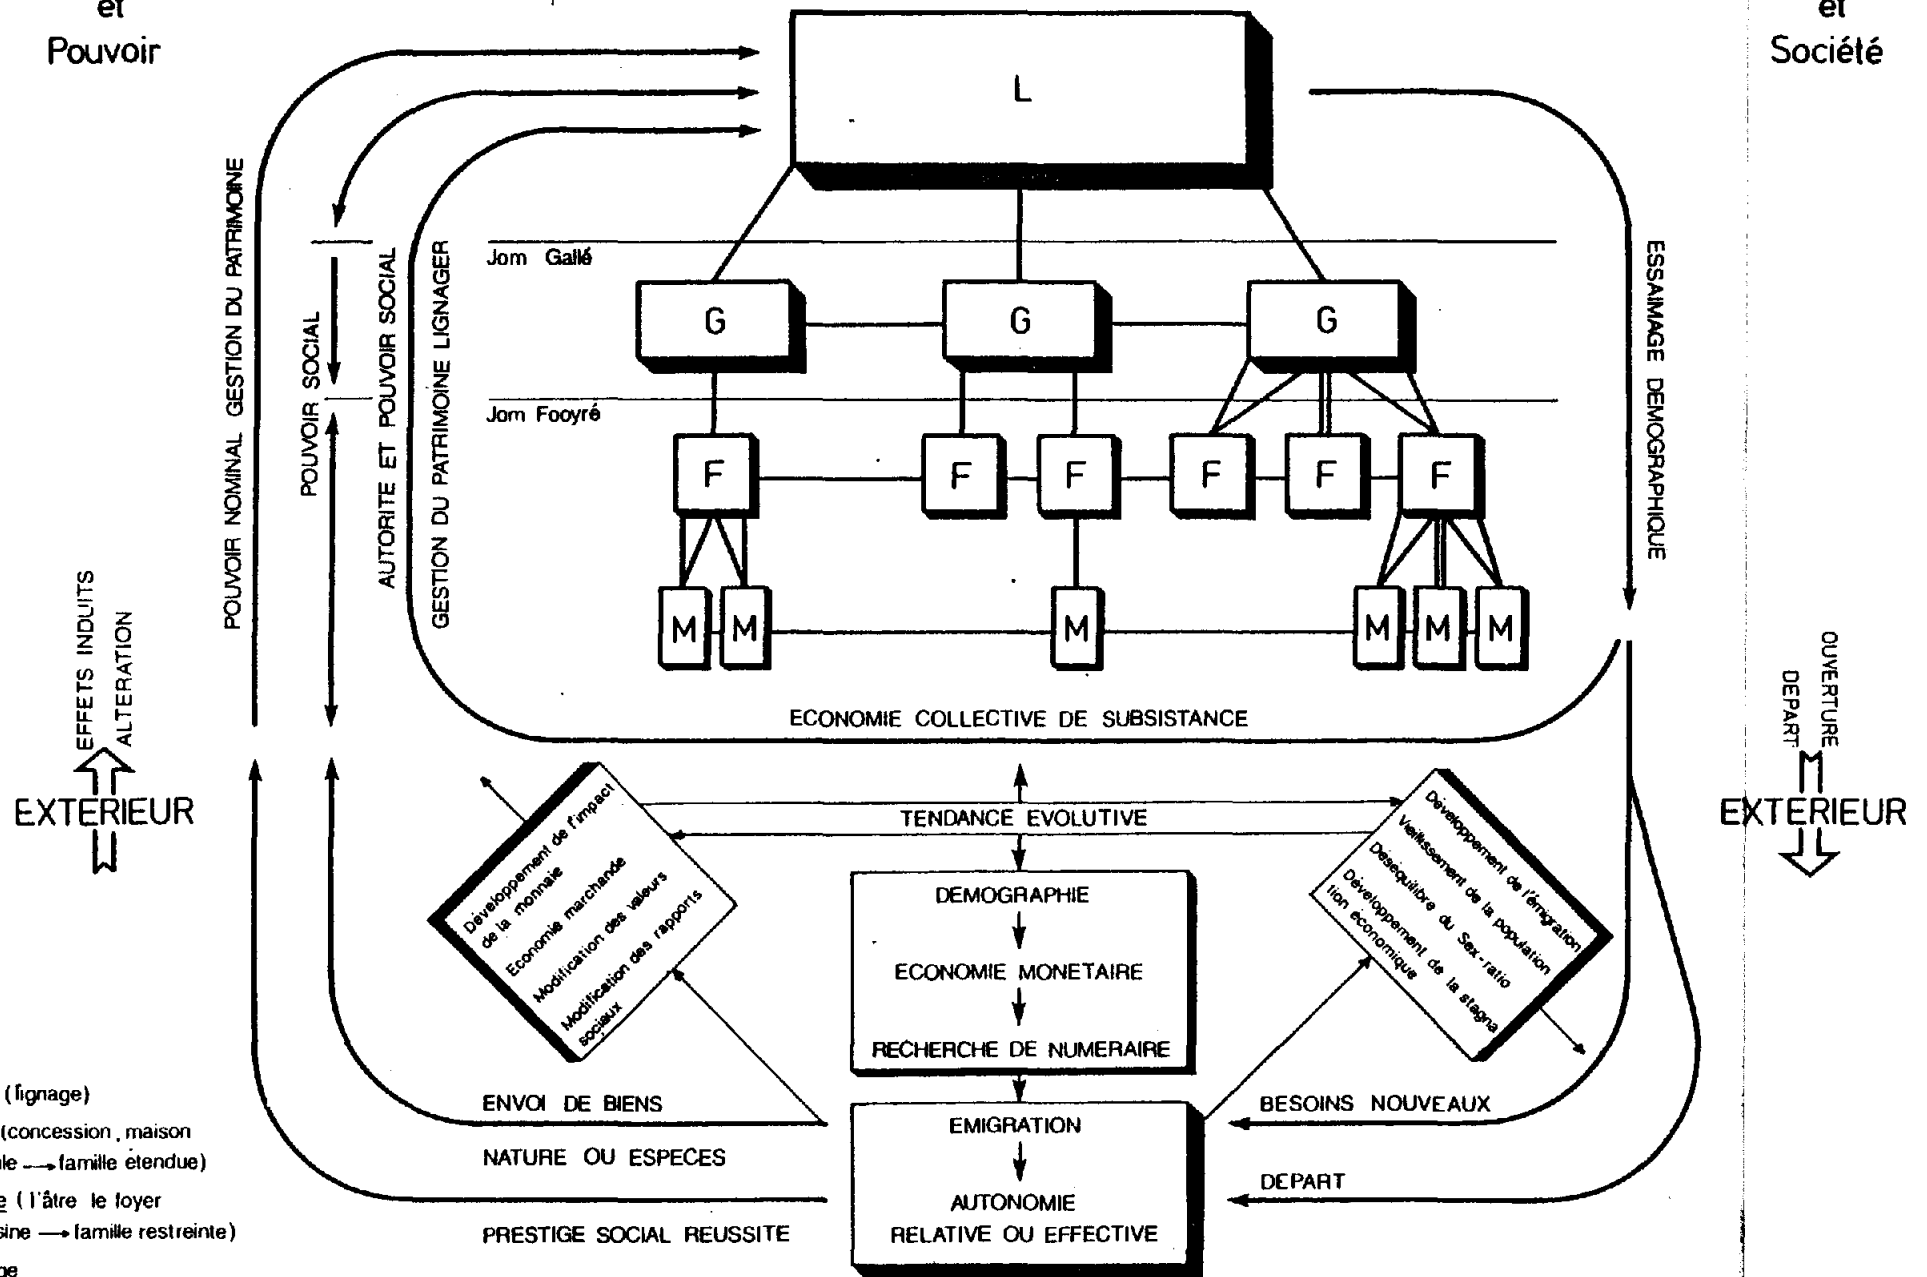 et
Pouvoir
et
Société
L
POUVOIR NOMINAL GESTION DU PATRIMOINE
POUVOIR SOCIAL
AUTORITE ET POUVOIR SOCIAL
GESTION DU PATRIMOINE LIGNAGER
Jom Gallé
G
G
G
Jom Fooyré
F
F
F
F
F
F
M
M
M
M
M
M
ESSAIMAGE DEMOGRAPHIQUE
ECONOMIE COLLECTIVE DE SUBSISTANCE
EFFETS INDUITS
ALTERATION
EXTERIEUR
OUVERTURE
DEPART
EXTERIEUR
TENDANCE EVOLUTIVE
Développement de l'impact
de la monnaie
Economie marchande
Modification des valeurs
Modification des rapports
sociaux
Développement de l'émigration
Vieillissement de la population
Déséquilibre du Sex-ratio
Développement de la stagna
tion économique
DEMOGRAPHIE
ECONOMIE MONETAIRE
RECHERCHE DE NUMERAIRE
EMIGRATION
AUTONOMIE
RELATIVE OU EFFECTIVE
ENVOI DE BIENS
NATURE OU ESPECES
PRESTIGE SOCIAL REUSSITE
BESOINS NOUVEAUX
DEPART
(lignage)
(concession, maison
→ famille étendue)
(l'âtre le foyer
→ famille restreinte)